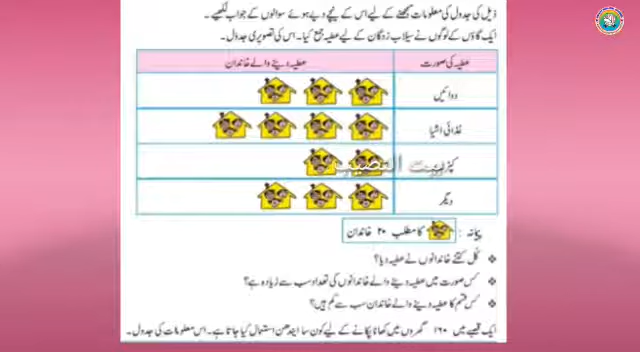 ذیل کی جدول کی معلومات سمجھنے کے لیے اس کے نیچے دیے ہوئے سوالوں کے جواب لکھیے۔
ایک گاؤں کے لوگوں نے سیلاب زدگان کے لیے عطیہ جمع کیا۔ اس کی تصویری جدول۔
عطیہ کی صورت عطیہ دینے والے خاندان
دوائیں
غذائی اشیا
کپڑے
دیگر
پیمانہ : کا مطلب ۲۰ خاندان
کُل کتنے خاندانوں نے عطیہ دیا؟
کس صورت میں عطیہ دینے والے خاندانوں کی تعداد سب سے زیادہ ہے؟
کس قسم کا عطیہ دینے والے خاندان سب سے کم ہیں؟
ایک قصبے میں ۱۶۰ گھروں میں کھانا پکانے کے لیے کون سا ایندھن استعمال کیا جاتا ہے۔ اس معلومات کی جدول۔